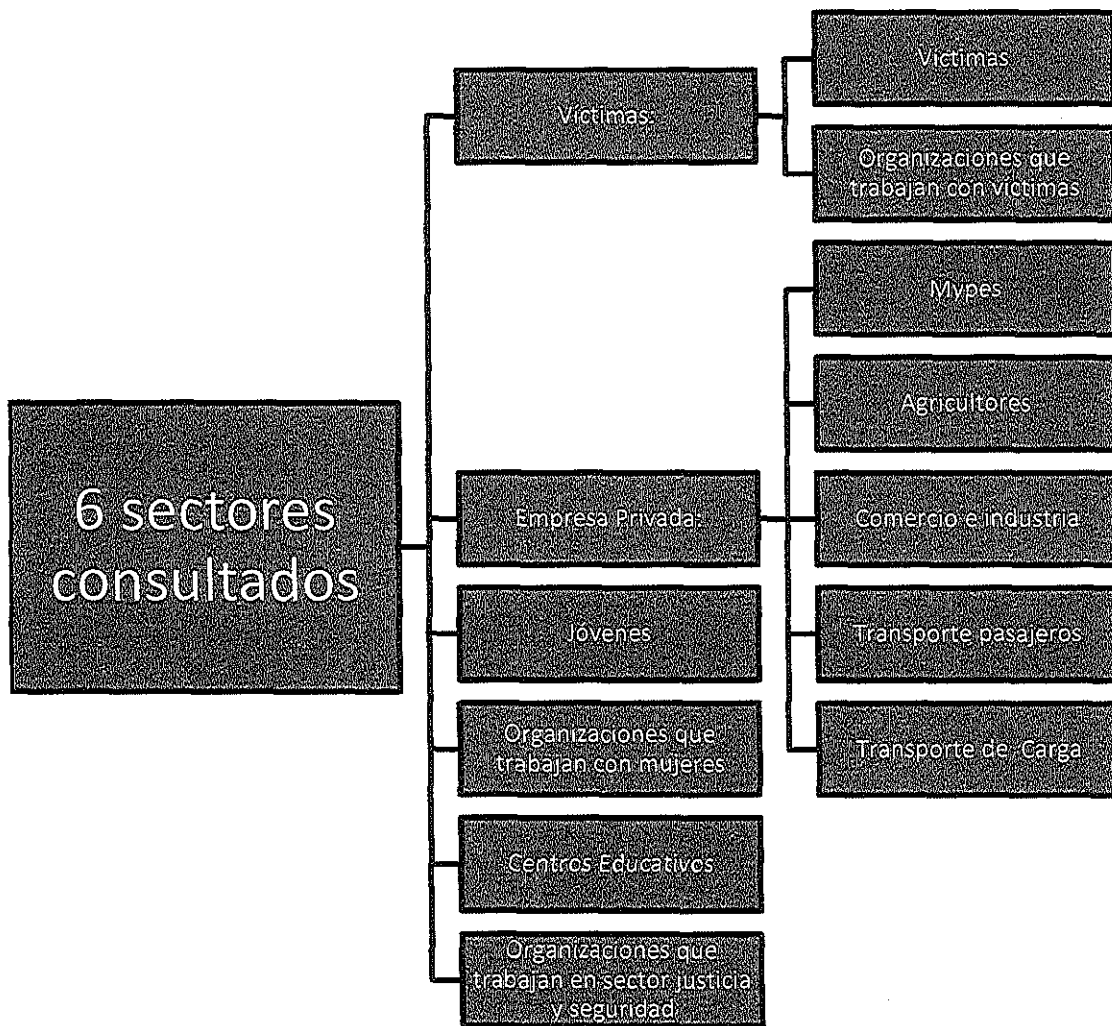 6 sectores
consultados
Víctimas:
Víctimas
Organizaciones que
trabajan con víctimas
Empresa Privada:
Mypes
Agricultores
Comercio e industria
Transporte pasajeros
Transporte de Carga
Jóvenes
Organizaciones que
trabajan con mujeres
Centros Educativos
Organizaciones que
trabajan en sector justicia
y seguridad